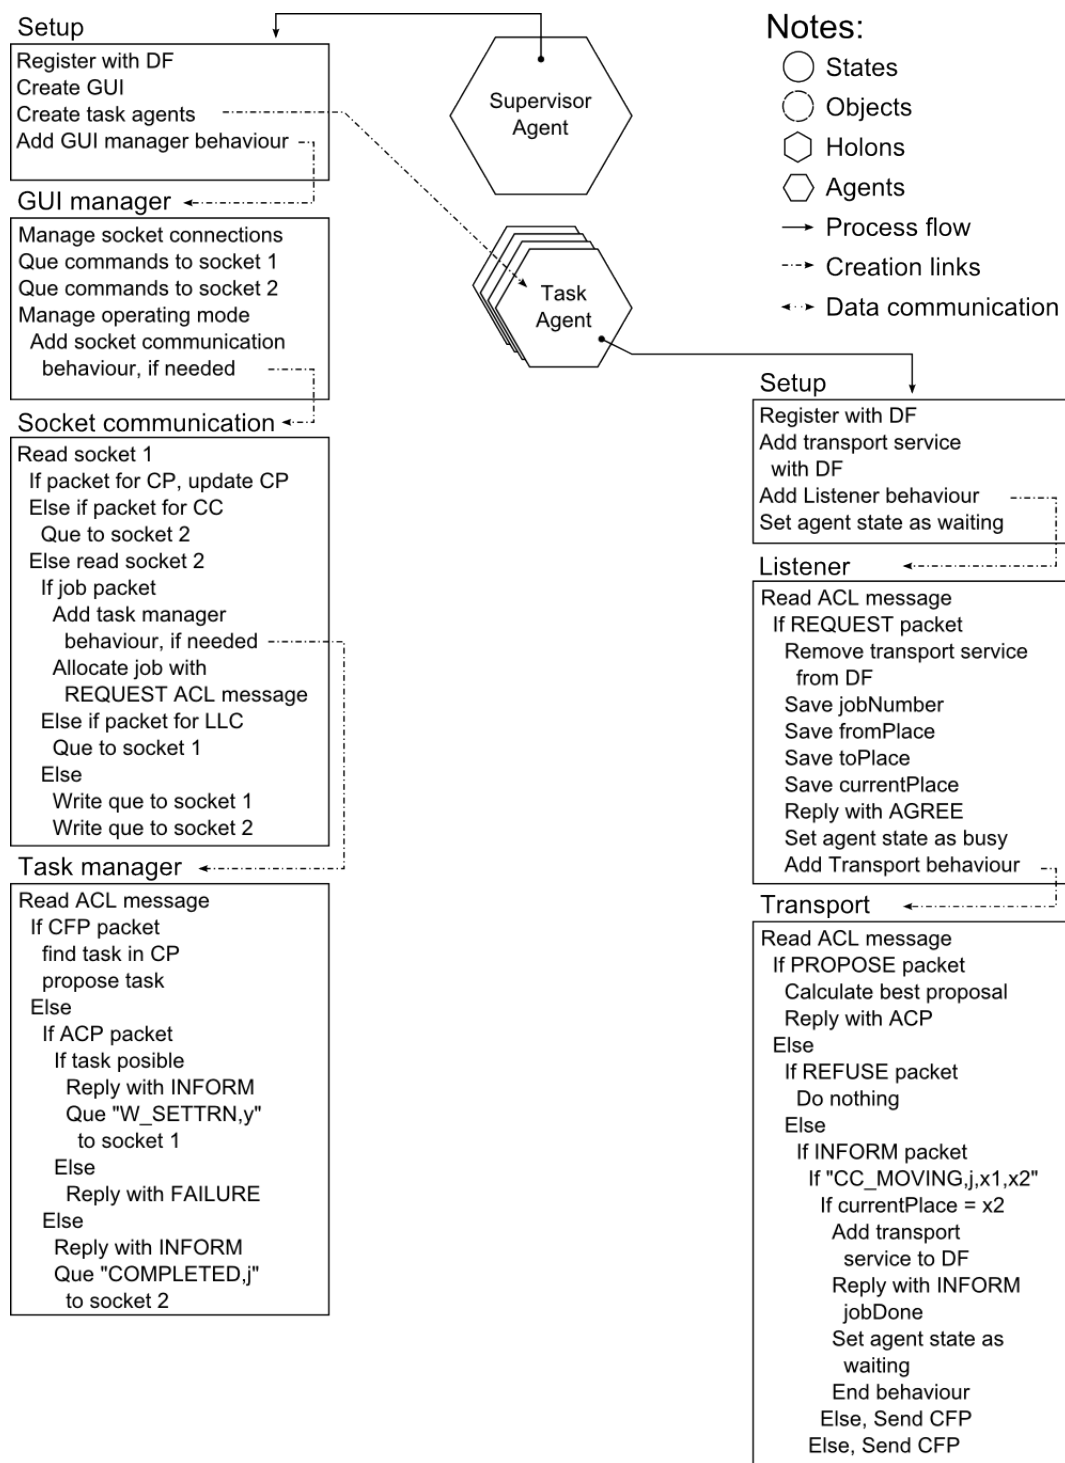 Setup
Register with DF
Create GUI
Create task agents
Add GUI manager behaviour
GUI manager
Manage socket connections
Que commands to socket 1
Que commands to socket 2
Manage operating mode
Add socket communication
behaviour, if needed
Socket communication
Read socket 1
If packet for CP, update CP
Else if packet for CC
Que to socket 2
Else read socket 2
If job packet
Add task manager
behaviour, if needed
Allocate job with
REQUEST ACL message
Else if packet for LLC
Que to socket 1
Else
Write que to socket 1
Write que to socket 2
Task manager
Read ACL message
If CFP packet
find task in CP
propose task
Else
If ACP packet
If task posible
Reply with INFORM
Que "W_SETTRN,y"
to socket 1
Else
Reply with FAILURE
Else
Reply with INFORM
Que "COMPLETED,j"
to socket 2
Supervisor
Agent
Task
Agent
Notes:
States
Objects
Holons
Agents
Process flow
Creation links
Data communication
Setup
Register with DF
Add transport service
with DF
Add Listener behaviour
Set agent state as waiting
Listener
Read ACL message
If REQUEST packet
Remove transport service
from DF
Save jobNumber
Save fromPlace
Save toPlace
Save currentPlace
Reply with AGREE
Set agent state as busy
Add Transport behaviour
Transport
Read ACL message
If PROPOSE packet
Calculate best proposal
Reply with ACP
Else
If REFUSE packet
Do nothing
Else
If INFORM packet
If "CC_MOVING,j,x1,x2"
If currentPlace = x2
Add transport
service to DF
Reply with INFORM
jobDone
Set agent state as
waiting
End behaviour
Else, Send CFP
Else, Send CFP